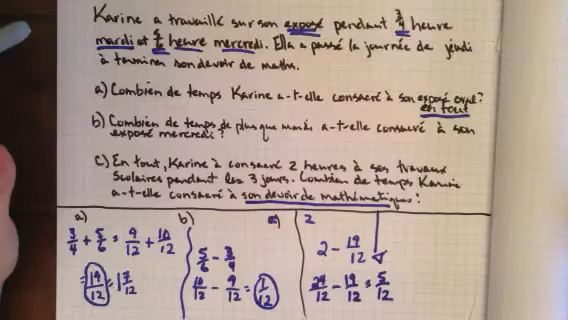 Karine a travaillé sur son exposé pendant 3/4 heure
mardi et 5/6 heure mercredi. Elle a passé la journée de jeudi
à terminer son devoir de maths.
a) Combien de temps Karine a-t-elle consacré à son exposé oral?
en tout
b) Combien de temps de plus que mardi a-t-elle consacré à son
exposé mercredi?
c) En tout, Karine à consacré 2 heures à ses travaux
scolaires pendant les 3 jours. Combien de temps Karine
a-t-elle consacré à son devoir de mathématiques?
a)
3/4 + 5/6 = 9/12 + 10/12
= 19/12 = 1 7/12
b)
5/6 - 3/4
10/12 - 9/12 = 1/12
c)
2
2 - 19/12
24/12 - 19/12 = 5/12